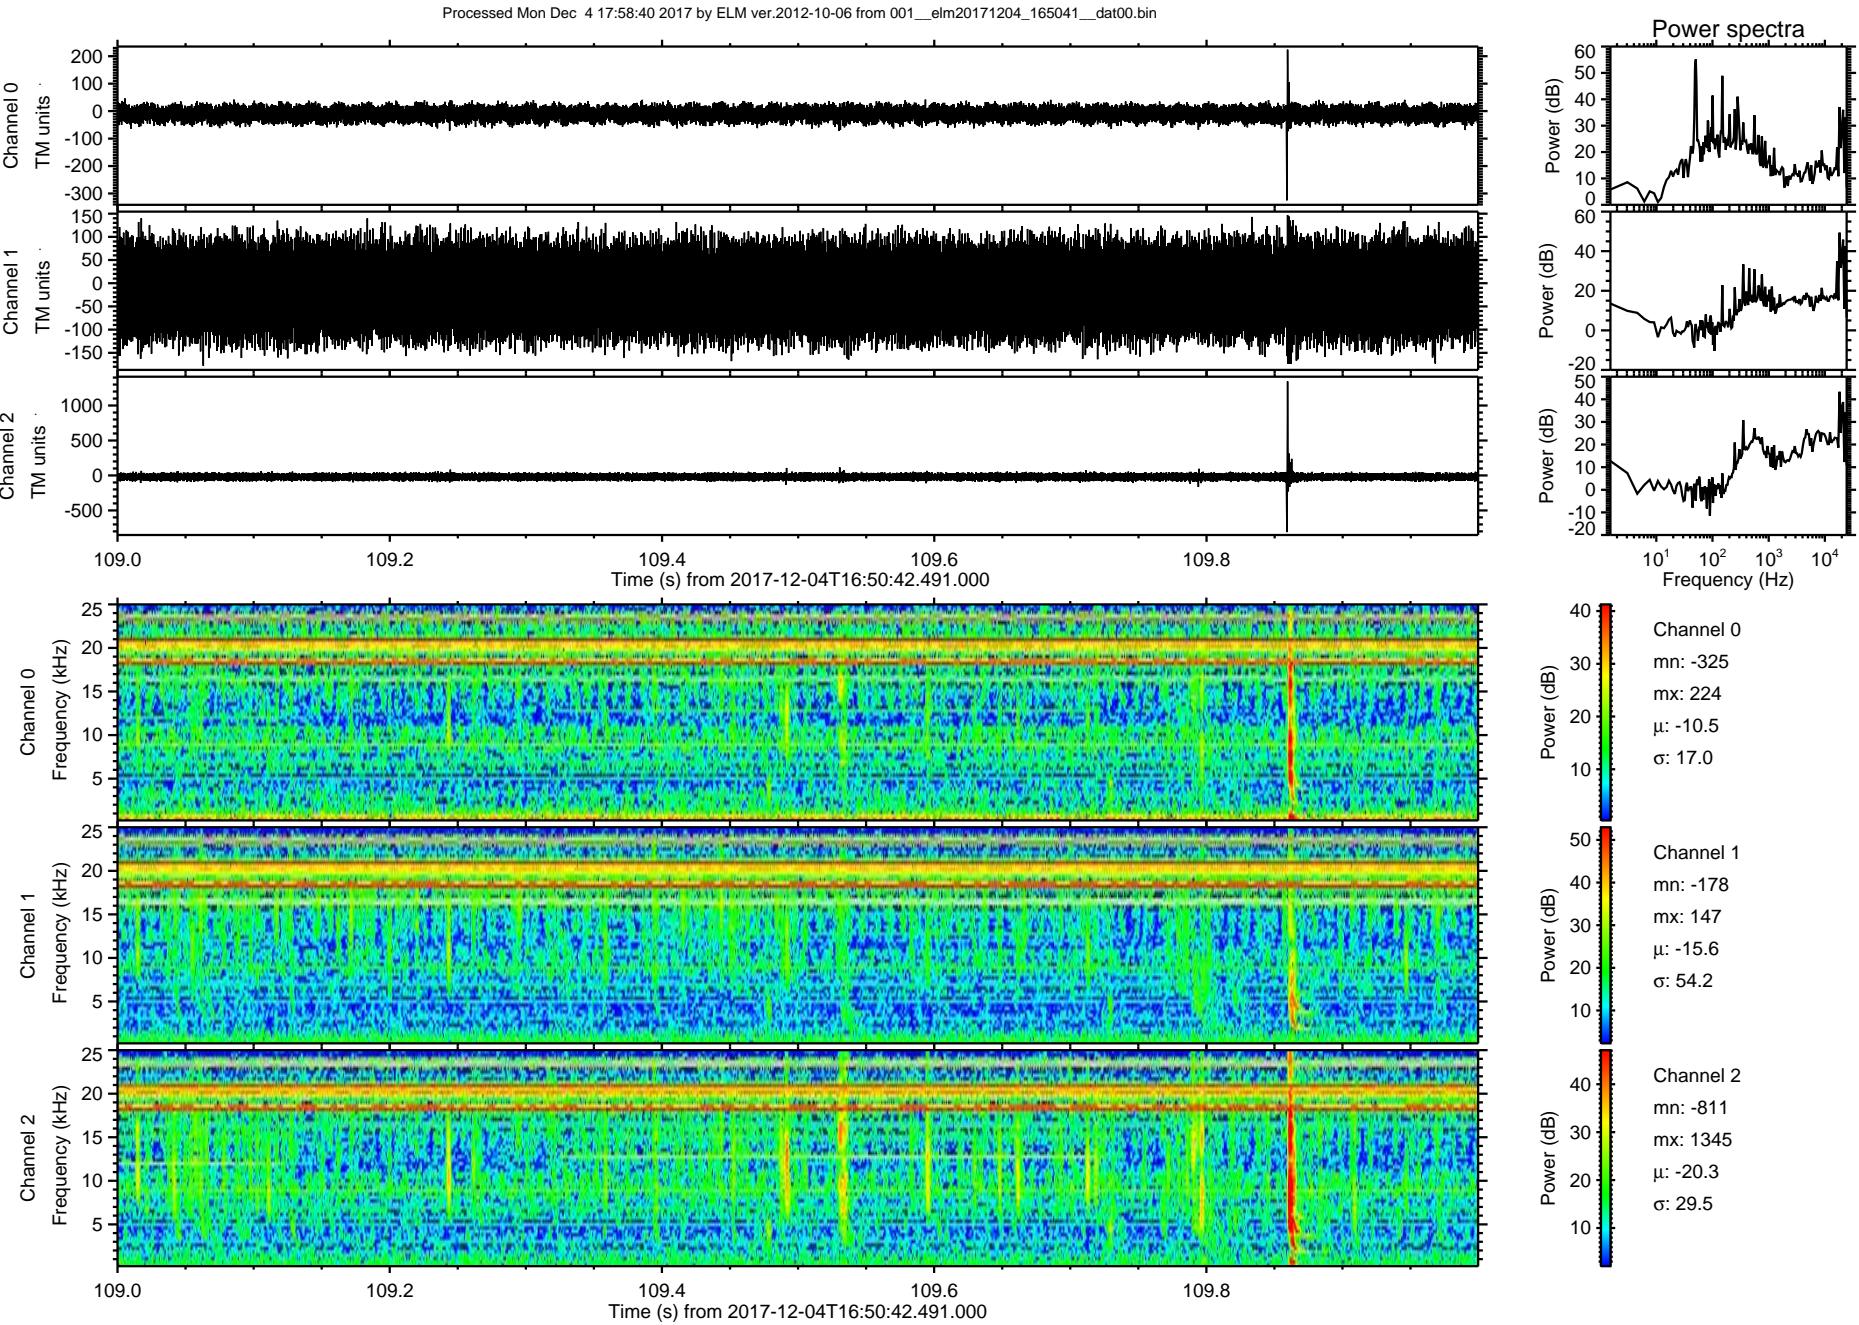 Processed Mon Dec  4 17:58:40 2017 by ELM ver.2012-10-06 from 001__elm20171204_165041__dat00.bin
Power spectra
Channel 0
TM units
200
100
0
-100
-200
-300
Power (dB)
60
50
40
30
20
10
0
Channel 1
TM units
150
100
50
0
-50
-100
-150
Power (dB)
60
40
20
0
-20
Channel 2
TM units
1000
500
0
-500
Power (dB)
50
40
30
20
10
0
-10
-20
109.0
109.2
109.4
109.6
109.8
Time (s) from 2017-12-04T16:50:42.491.000
10^1
10^2
10^3
10^4
Frequency (Hz)
Channel 0
Frequency (kHz)
25
20
15
10
5
Power (dB)
40
30
20
10
Channel 0
mn: -325
mx: 224
μ: -10.5
σ: 17.0
Channel 1
Frequency (kHz)
25
20
15
10
5
Power (dB)
50
40
30
20
10
Channel 1
mn: -178
mx: 147
μ: -15.6
σ: 54.2
Channel 2
Frequency (kHz)
25
20
15
10
5
Power (dB)
40
30
20
10
Channel 2
mn: -811
mx: 1345
μ: -20.3
σ: 29.5
109.0
109.2
109.4
109.6
109.8
Time (s) from 2017-12-04T16:50:42.491.000